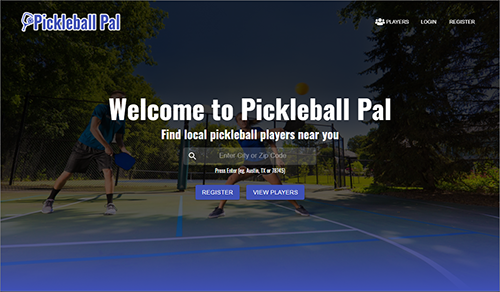 Pickleball Pal
PLAYERS
LOGIN
REGISTER
Welcome to Pickleball Pal
Find local pickleball players near you
Enter City or Zip Code
Press Enter (eg. Austin, TX or 78745)
REGISTER
VIEW PLAYERS